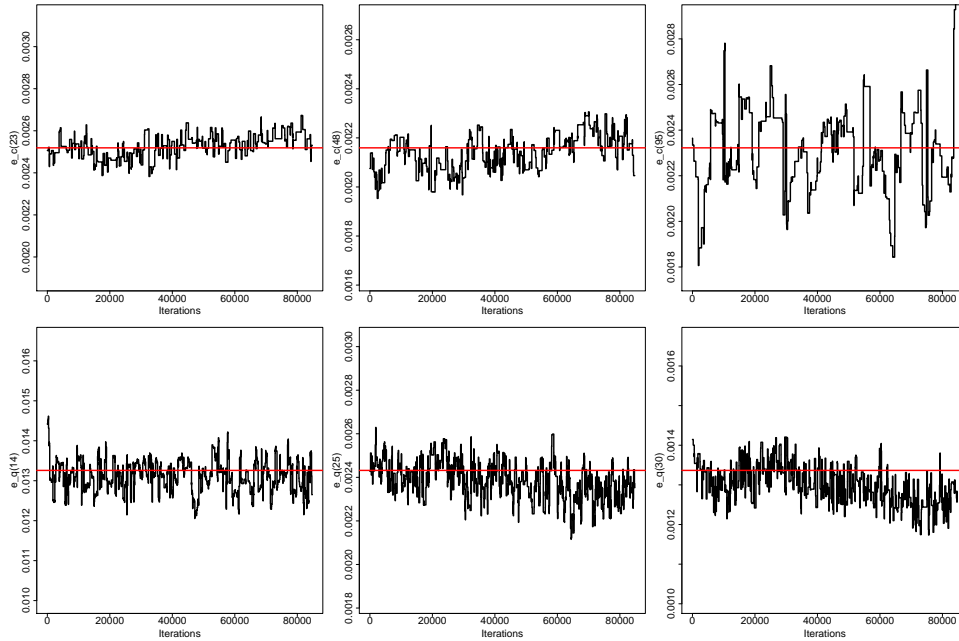 e_c(23)
0.0020 0.0022 0.0024 0.0026 0.0028 0.0030
0 20000 40000 60000 80000
Iterations
e_c(48)
0.0016 0.0018 0.0020 0.0022 0.0024 0.0026
0 20000 40000 60000 80000
Iterations
e_c(95)
0.0018 0.0020 0.0022 0.0024 0.0026 0.0028
0 20000 40000 60000 80000
Iterations
e_q(14)
0.010 0.011 0.012 0.013 0.014 0.015 0.016
0 20000 40000 60000 80000
Iterations
e_q(25)
0.0018 0.0020 0.0022 0.0024 0.0026 0.0028 0.0030
0 20000 40000 60000 80000
Iterations
e_q(30)
0.0010 0.0012 0.0014 0.0016
0 20000 40000 60000 80000
Iterations